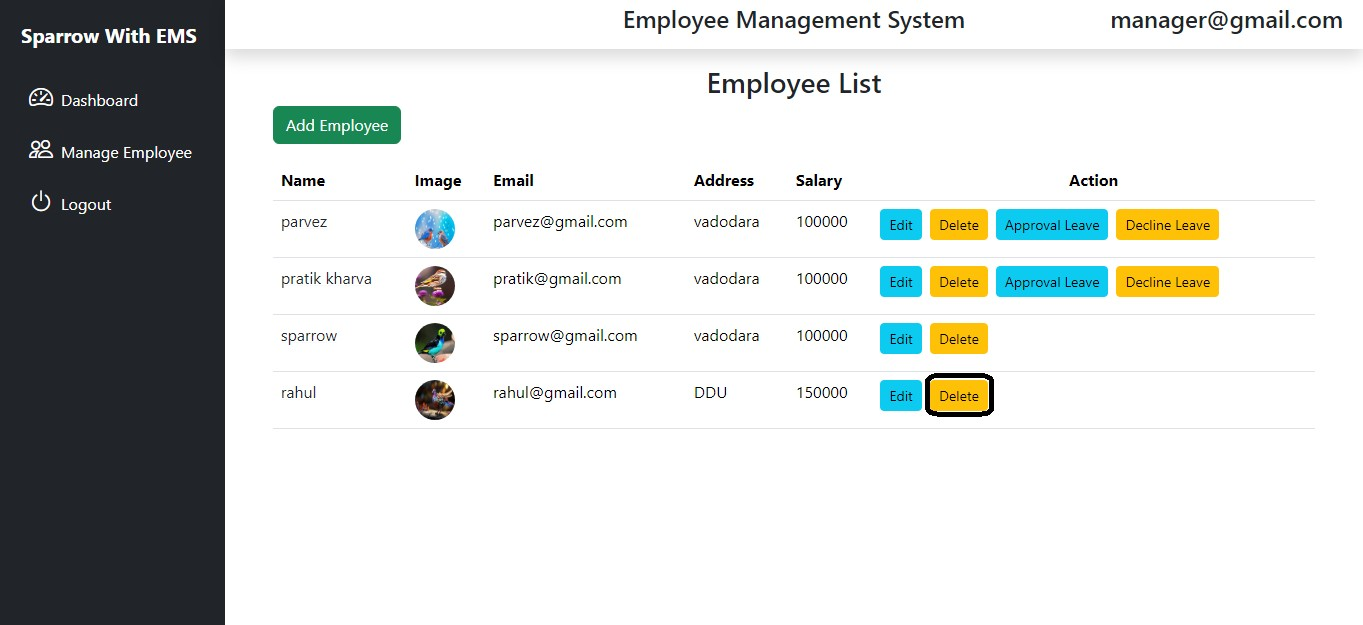 Sparrow With EMS
Dashboard
Manage Employee
Logout
Employee Management System manager@gmail.com
Employee List
Add Employee
Name Image Email Address Salary Action
parvez parvez@gmail.com vadodara 100000 Edit Delete Approval Leave Decline Leave
pratik kharva pratik@gmail.com vadodara 100000 Edit Delete Approval Leave Decline Leave
sparrow sparrow@gmail.com vadodara 100000 Edit Delete
rahul rahul@gmail.com DDU 150000 Edit Delete